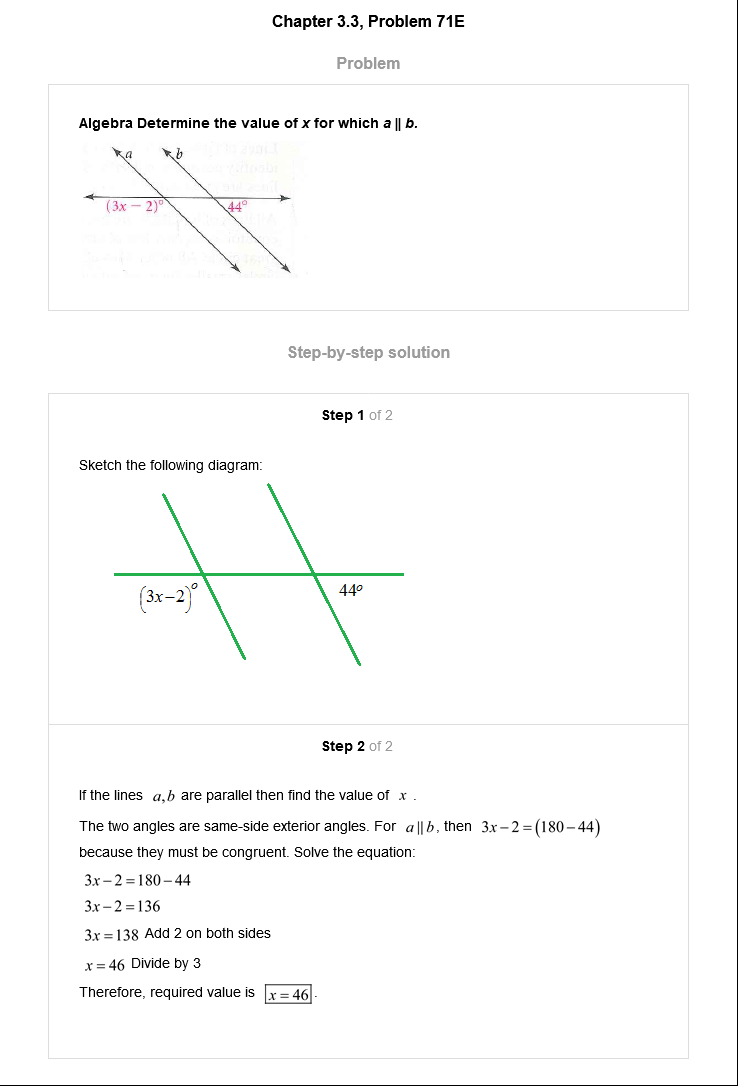 Chapter 3.3, Problem 71E
Problem
Algebra Determine the value of x for which a || b.
a b
(3x − 2)° 44°
Step-by-step solution
Step 1 of 2
Sketch the following diagram:
(3x−2)° 44°
Step 2 of 2
If the lines a,b are parallel then find the value of x .
The two angles are same-side exterior angles. For a || b, then 3x−2=(180−44)
because they must be congruent. Solve the equation:
3x−2=180−44
3x−2=136
3x=138 Add 2 on both sides
x=46 Divide by 3
Therefore, required value is x=46.